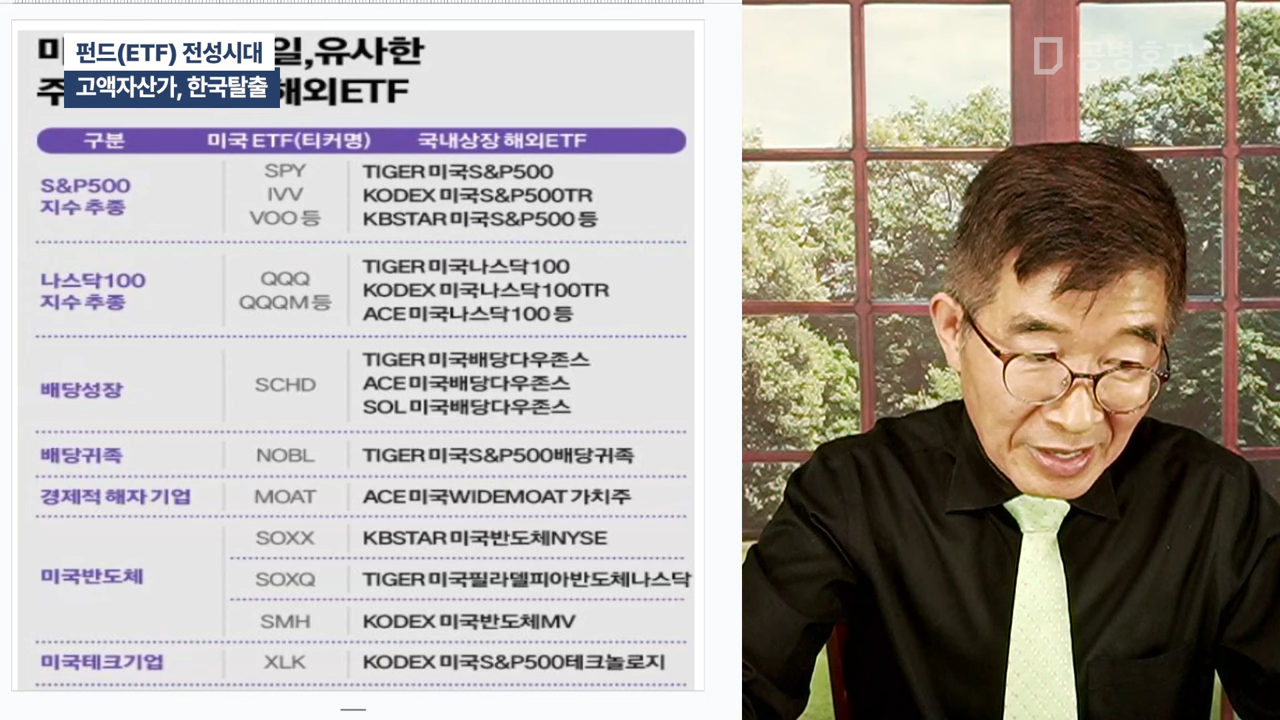 펀드(ETF) 전성시대
고액자산가, 한국탈출
미 일,유사한
주 해외ETF
구분 미국 ETF(티커명) 국내상장 해외ETF
S&P500
지수 추종
SPY
IVV
VOO 등
TIGER 미국S&P500
KODEX 미국S&P500TR
KBSTAR 미국S&P500 등
나스닥100
지수 추종
QQQ
QQQM 등
TIGER 미국나스닥100
KODEX 미국나스닥100TR
ACE 미국나스닥100 등
배당성장
SCHD
TIGER 미국배당다우존스
ACE 미국배당다우존스
SOL 미국배당다우존스
배당귀족 NOBL TIGER 미국S&P500배당귀족
경제적 해자 기업 MOAT ACE 미국WIDEMOAT 가치주
미국반도체
SOXX KBSTAR 미국반도체NYSE
SOXQ TIGER 미국필라델피아반도체나스닥
SMH KODEX 미국반도체MV
미국테크기업 XLK KODEX 미국S&P500테크놀로지
공병호TV